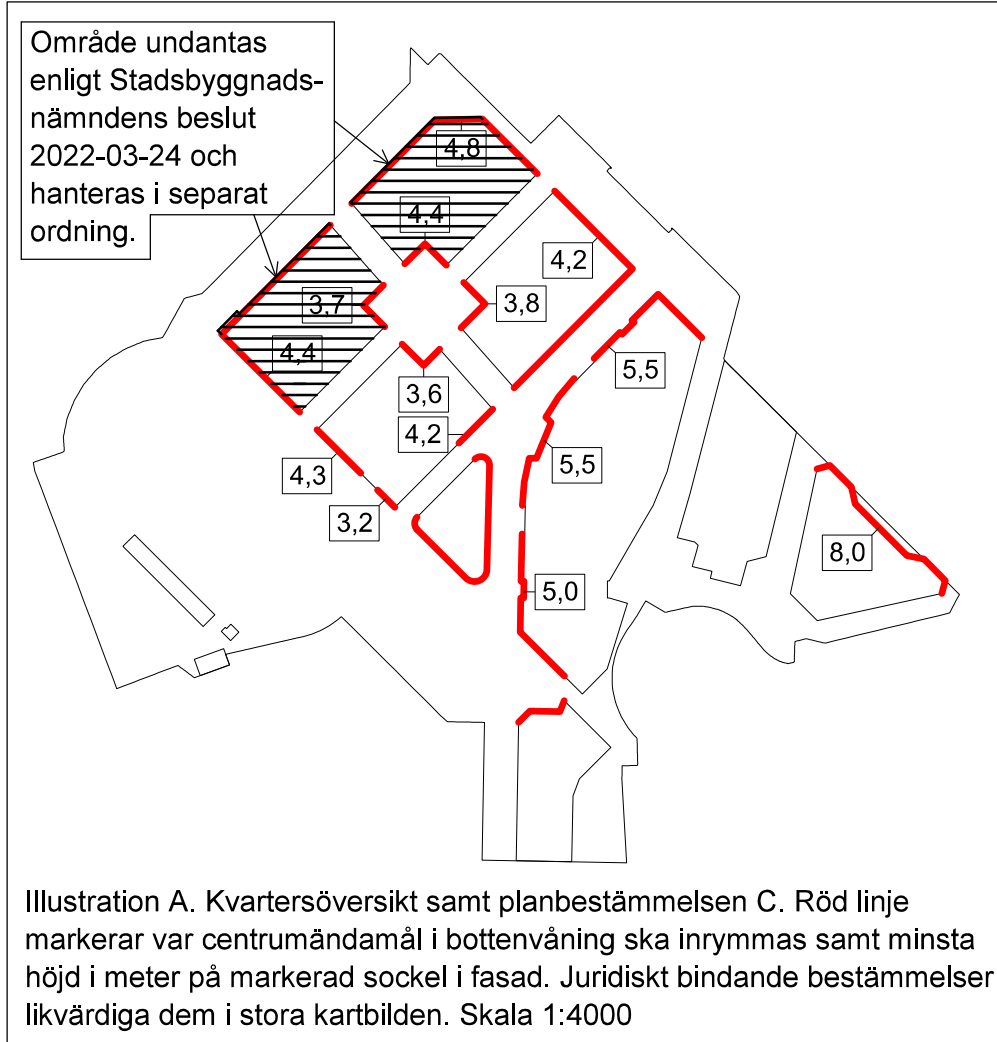 Område undantas
enligt Stadsbyggnads-
nämndens beslut
2022-03-24 och
hanteras i separat
ordning.
4,8
4,4
4,2
3,7
3,8
4,4
5,5
3,6
4,2
4,3
5,5
3,2
8,0
5,0
Illustration A. Kvartersöversikt samt planbestämmelsen C. Röd linje
markerar var centrumändamål i bottenvåning ska inrymmas samt minsta
höjd i meter på markerad sockel i fasad. Juridiskt bindande bestämmelser
likvärdiga dem i stora kartbilden. Skala 1:4000